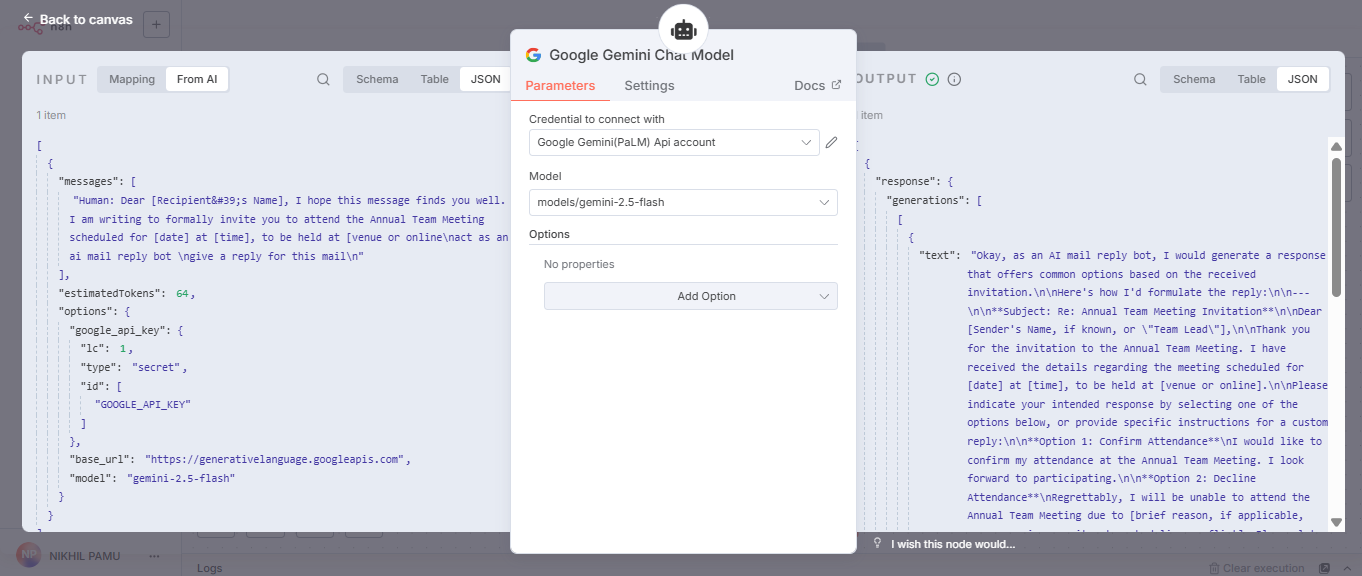 Back to canvas
n8n
+
INPUT
Mapping
From AI
Schema
Table
JSON
1 item
[
{
"messages": [
"Human: Dear [Recipient&#39;s Name], I hope this message finds you well.
I am writing to formally invite you to attend the Annual Team Meeting
scheduled for [date] at [time], to be held at [venue or online\nact as an
ai mail reply bot \ngive a reply for this mail\n"
],
"estimatedTokens": 64,
"options": {
"google_api_key": {
"lc": 1,
"type": "secret",
"id": [
"GOOGLE_API_KEY"
]
},
"base_url": "https://generativelanguage.googleapis.com",
"model": "gemini-2.5-flash"
}
}
Google Gemini Chat Model
Parameters
Settings
Docs
Credential to connect with
Google Gemini(PaLM) Api account
Model
models/gemini-2.5-flash
Options
No properties
Add Option
OUTPUT
Schema
Table
JSON
item
{
"response": {
"generations": [
[
{
"text": "Okay, as an AI mail reply bot, I would generate a response
that offers common options based on the received
invitation.\n\nHere's how I'd formulate the reply:\n\n---
\n\n**Subject: Re: Annual Team Meeting Invitation**\n\nDear
[Sender's Name, if known, or \"Team Lead\"],\n\nThank you
for the invitation to the Annual Team Meeting. I have
received the details regarding the meeting scheduled for
[date] at [time], to be held at [venue or online].\n\nPlease
indicate your intended response by selecting one of the
options below, or provide specific instructions for a custom
reply:\n\n**Option 1: Confirm Attendance**\nI would like to
confirm my attendance at the Annual Team Meeting. I look
forward to participating.\n\n**Option 2: Decline
Attendance**\nRegrettably, I will be unable to attend the
Annual Team Meeting due to [brief reason, if applicable,
I wish this node would...
NP
NIKHIL PAMU
Logs
Clear execution